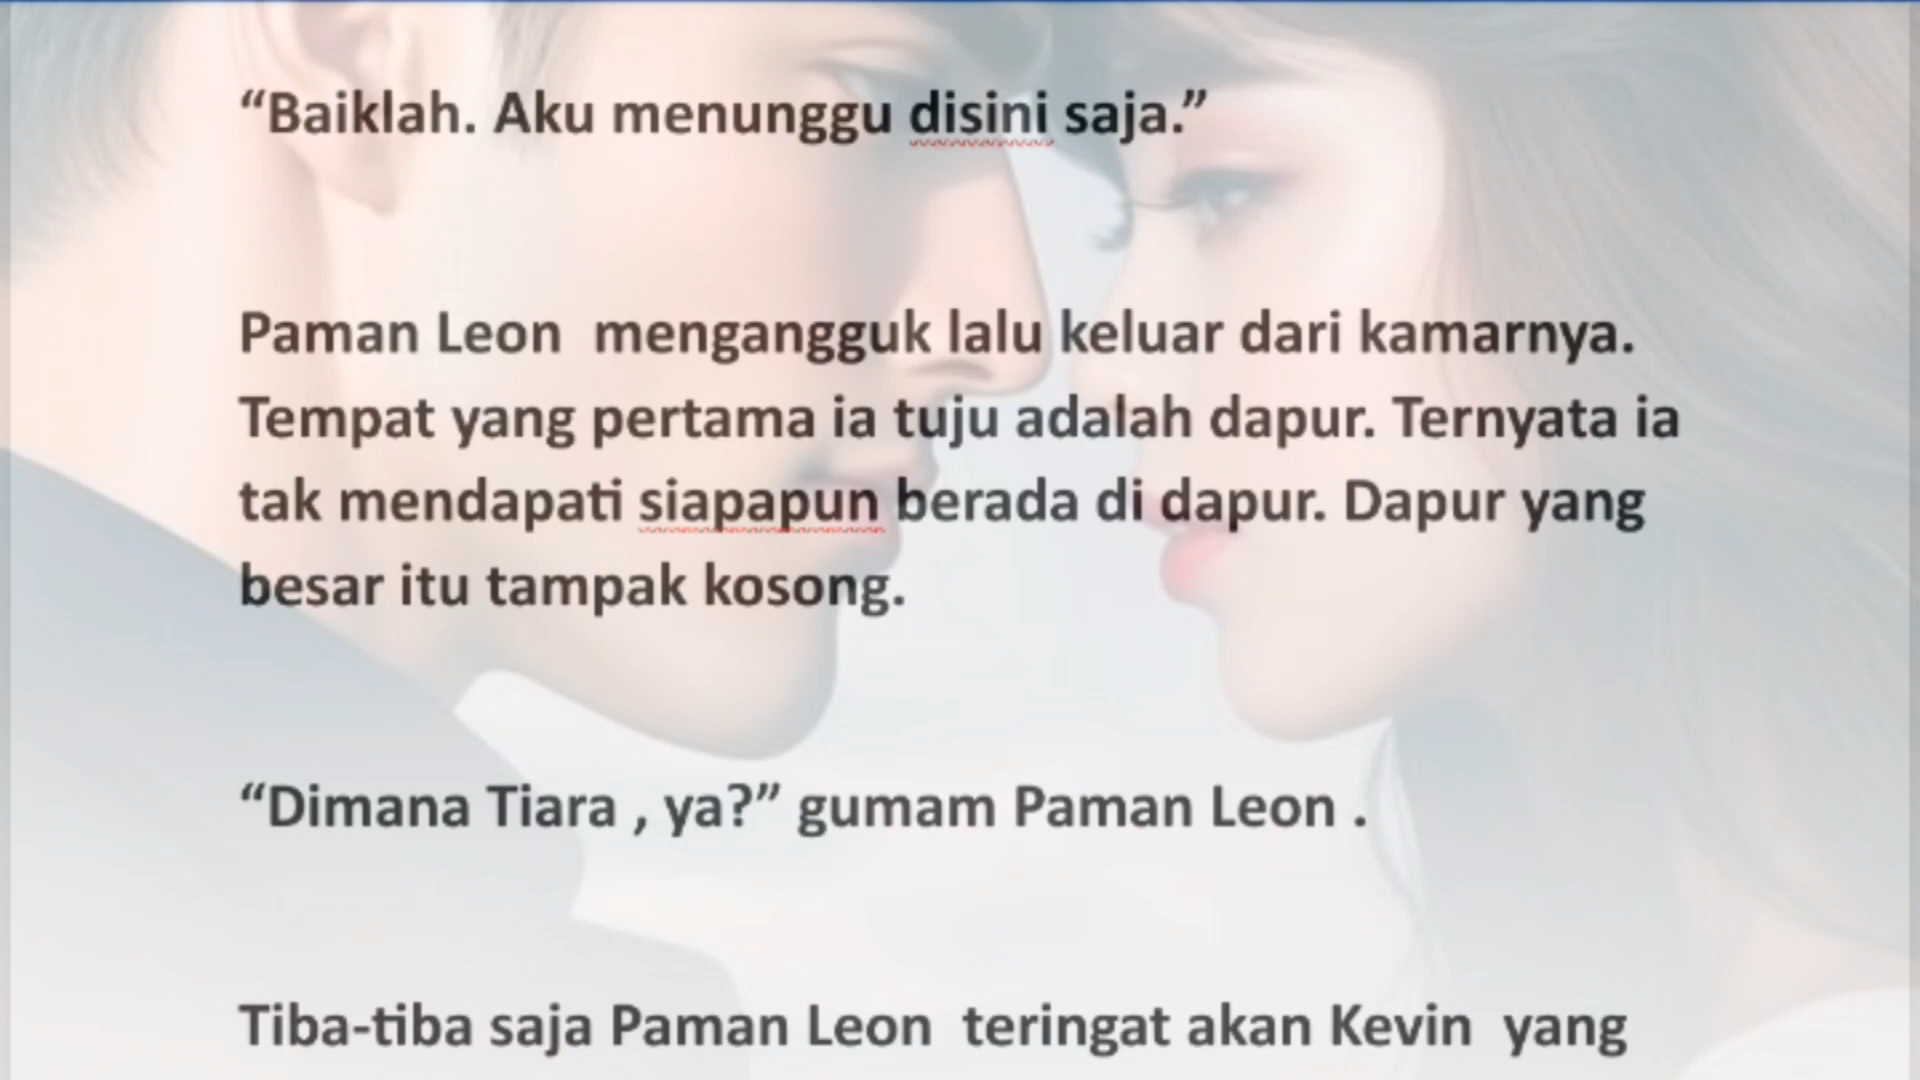 “Baiklah. Aku menunggu disini saja.”
Paman Leon  mengangguk lalu keluar dari kamarnya.
Tempat yang pertama ia tuju adalah dapur. Ternyata ia
tak mendapati siapapun berada di dapur. Dapur yang
besar itu tampak kosong.
“Dimana Tiara , ya?” gumam Paman Leon .
Tiba-tiba saja Paman Leon  teringat akan Kevin  yang